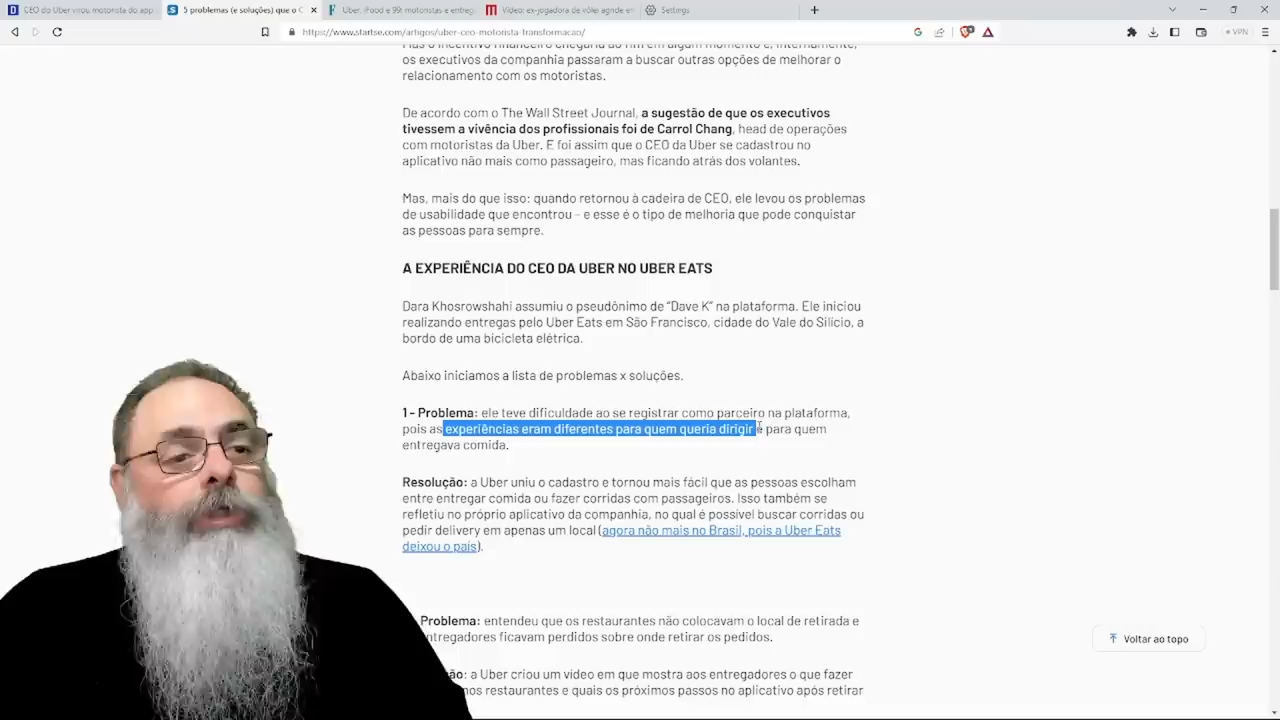 CEO do Uber virou motorista do app
5 problemas (e soluções) que o C
Uber, iFood e 99: motoristas e entreg
Vídeo: ex-jogadora de vôlei agride en
Settings
https://www.startse.com/artigos/uber-ceo-motorista-transformacao/
VPN
Mas o incentivo financeiro chegaria ao fim em algum momento e, internamente,
os executivos da companhia passaram a buscar outras opções de melhorar o
relacionamento com os motoristas.
De acordo com o The Wall Street Journal, a sugestão de que os executivos
tivessem a vivência dos profissionais foi de Carrol Chang, head de operações
com motoristas da Uber. E foi assim que o CEO da Uber se cadastrou no
aplicativo não mais como passageiro, mas ficando atrás dos volantes.
Mas, mais do que isso: quando retornou à cadeira de CEO, ele levou os problemas
de usabilidade que encontrou – e esse é o tipo de melhoria que pode conquistar
as pessoas para sempre.
A EXPERIÊNCIA DO CEO DA UBER NO UBER EATS
Dara Khosrowshahi assumiu o pseudônimo de “Dave K” na plataforma. Ele iniciou
realizando entregas pelo Uber Eats em São Francisco, cidade do Vale do Silício, a
bordo de uma bicicleta elétrica.
Abaixo iniciamos a lista de problemas x soluções.
1 - Problema: ele teve dificuldade ao se registrar como parceiro na plataforma,
pois as experiências eram diferentes para quem queria dirigir e para quem
entregava comida.
Resolução: a Uber uniu o cadastro e tornou mais fácil que as pessoas escolham
entre entregar comida ou fazer corridas com passageiros. Isso também se
refletiu no próprio aplicativo da companhia, no qual é possível buscar corridas ou
pedir delivery em apenas um local (agora não mais no Brasil, pois a Uber Eats
deixou o país).
Problema: entendeu que os restaurantes não colocavam o local de retirada e
ntregadores ficavam perdidos sobre onde retirar os pedidos.
ão: a Uber criou um vídeo em que mostra aos entregadores o que fazer
nos restaurantes e quais os próximos passos no aplicativo após retirar
Voltar ao topo